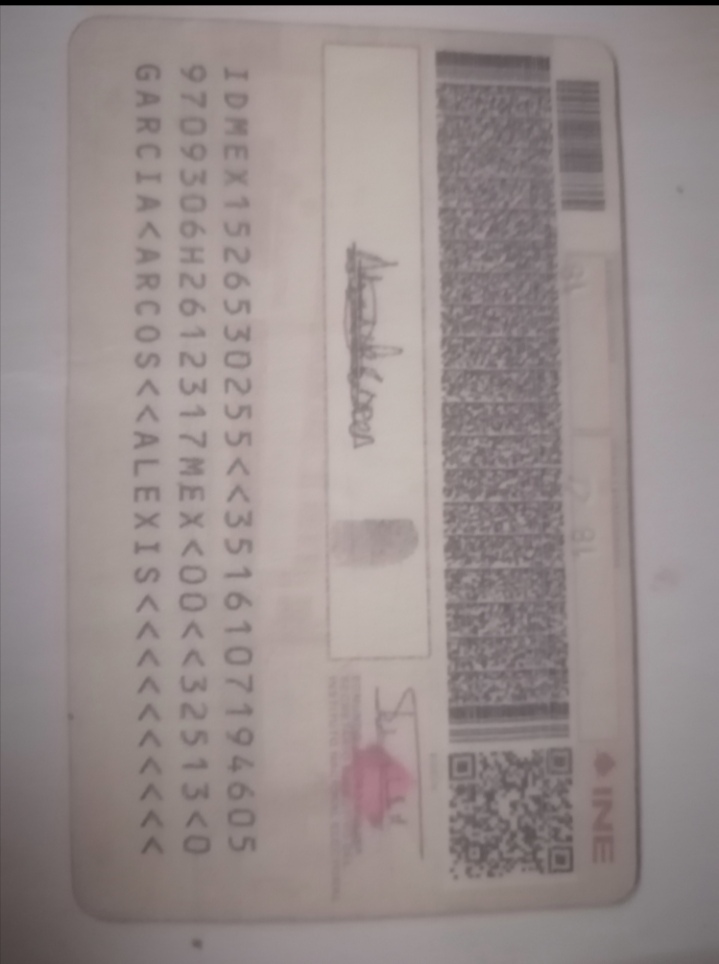 INE
IDMEX1526530255<<3516107194605
9709306H2612317MEX<00<<32513<0
GARCIA<ARCOS<<ALEXIS<<<<<<<<<<